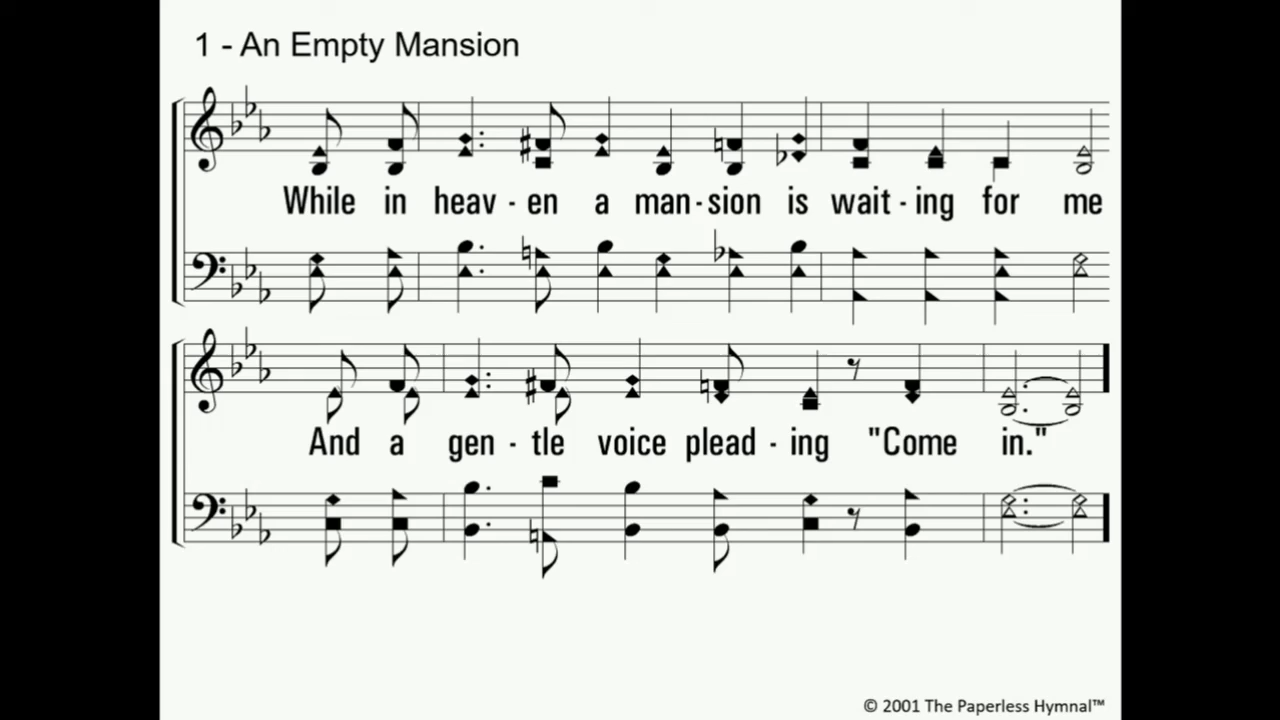 1 - An Empty Mansion
While in heav - en a man - sion is wait - ing for me
And a gen - tle voice plead - ing "Come in."
© 2001 The Paperless Hymnal™